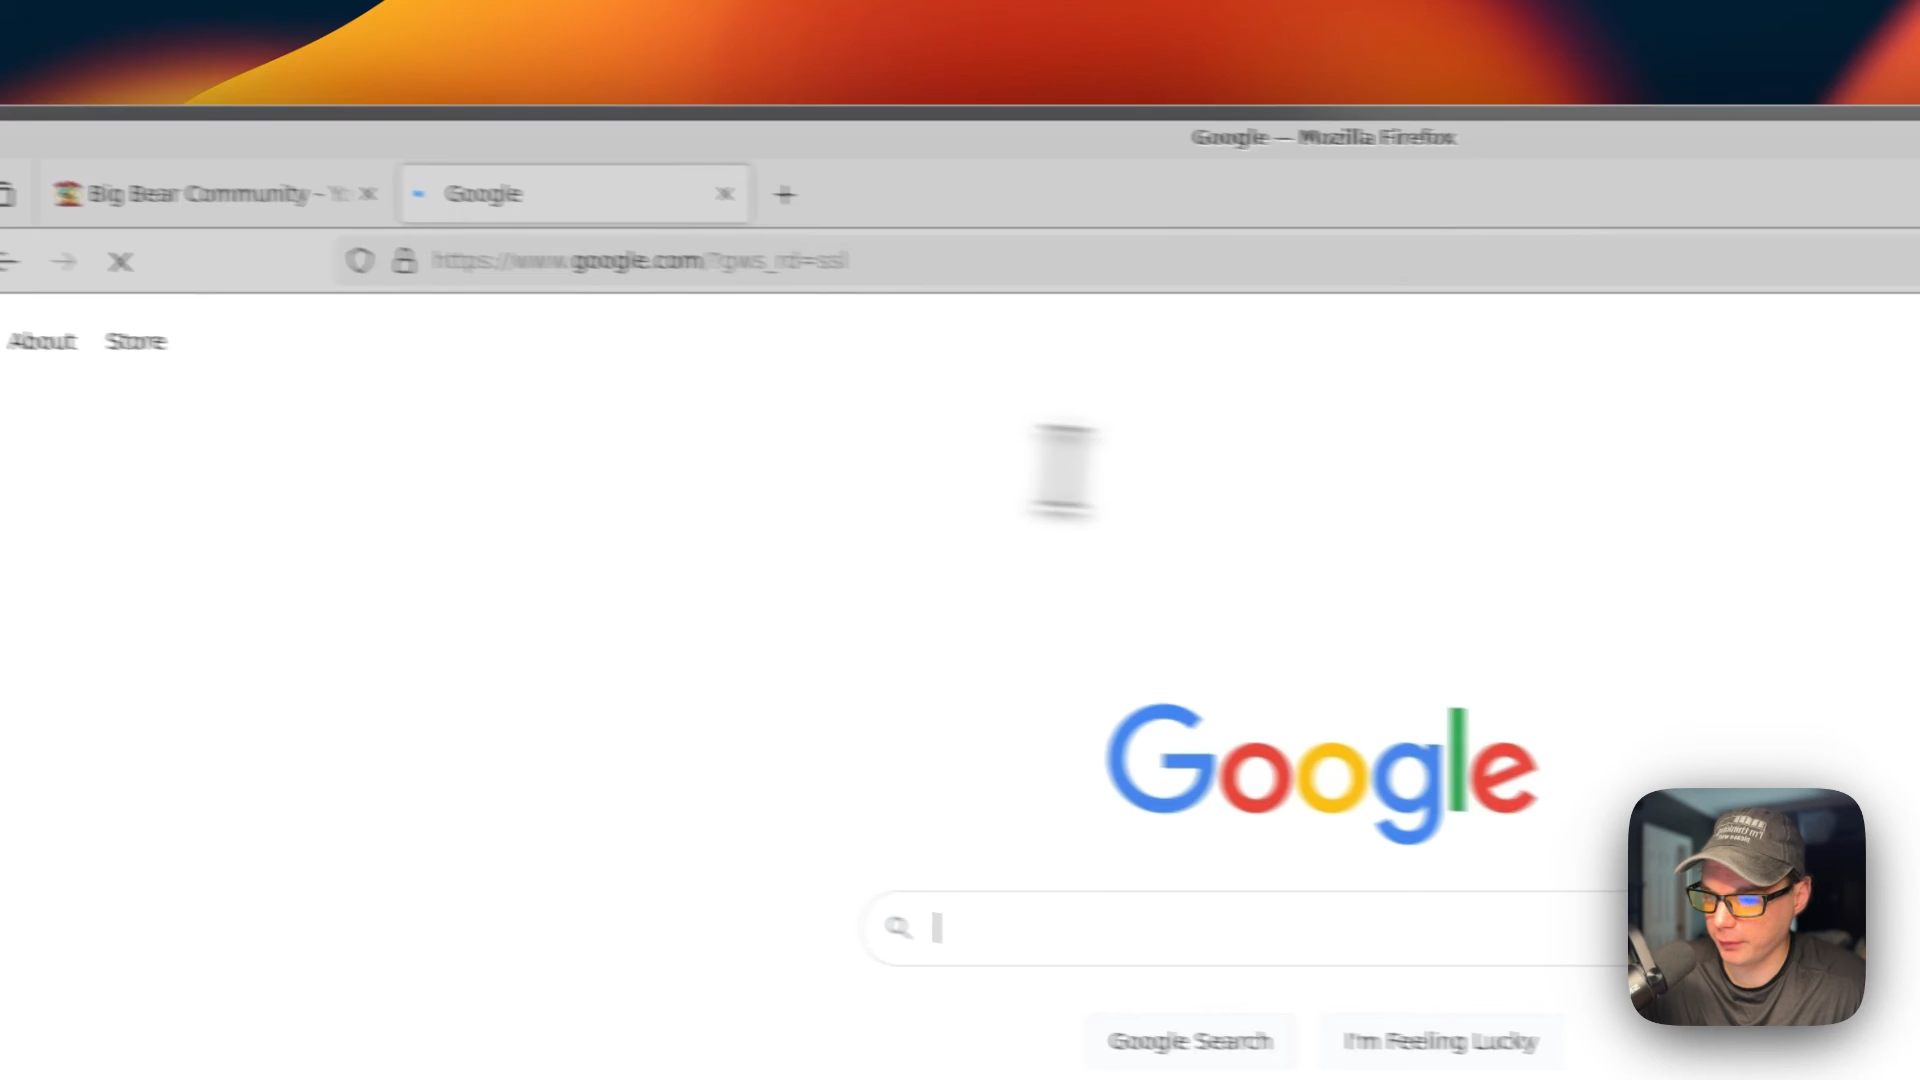 Google — Mozilla Firefox
Big Bear Community - Yo
Google
https://www.google.com/?gws_rd=ssl
About Store
Google
Google Search I'm Feeling Lucky